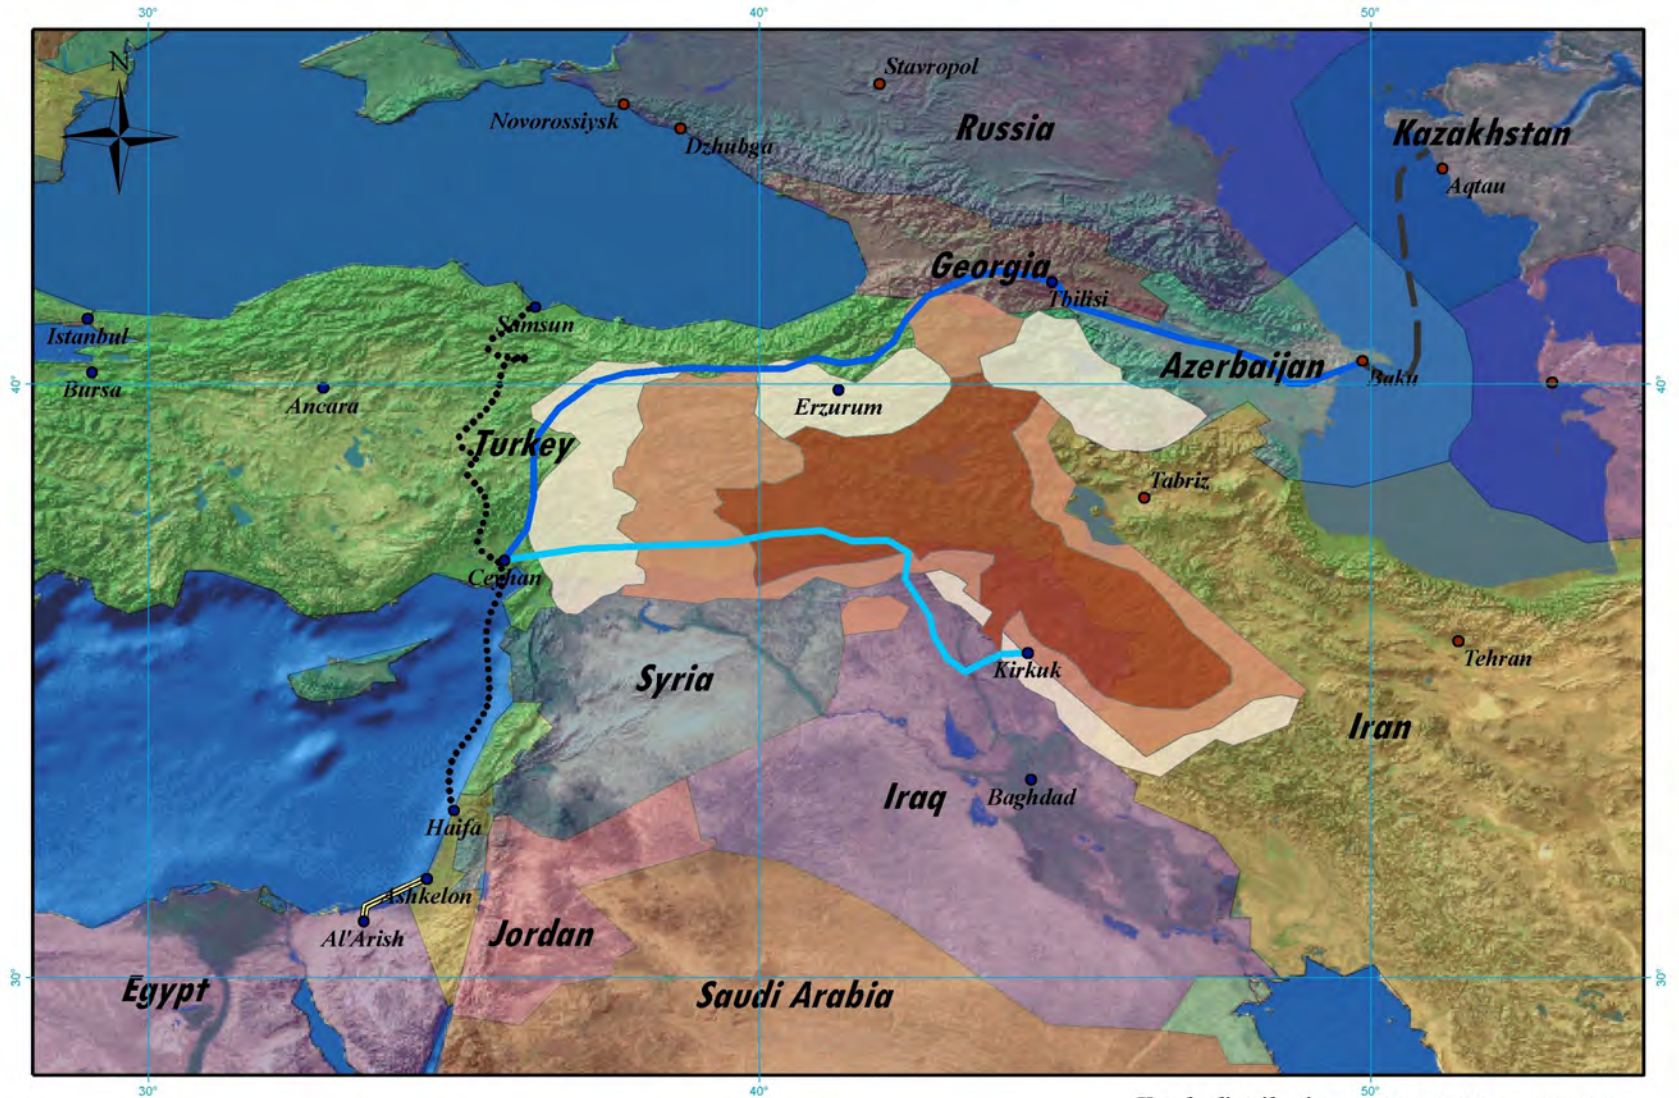 30° 40° 50°
N
Stavropol
Novorossiysk
Dzhubga
Russia
Kazakhstan
Aqtau
Georgia
Tbilisi
Samsun
Istanbul
Azerbaijan
Baku
40° 40°
Bursa
Ancara
Erzurum
Turkey
Tabriz
Ceyhan
Tehran
Kirkuk
Syria
Iran
Iraq
Baghdad
Haifa
Ashkelon
Al'Arish
Jordan
30° 30°
Egypt
Saudi Arabia
30° 40° 50°